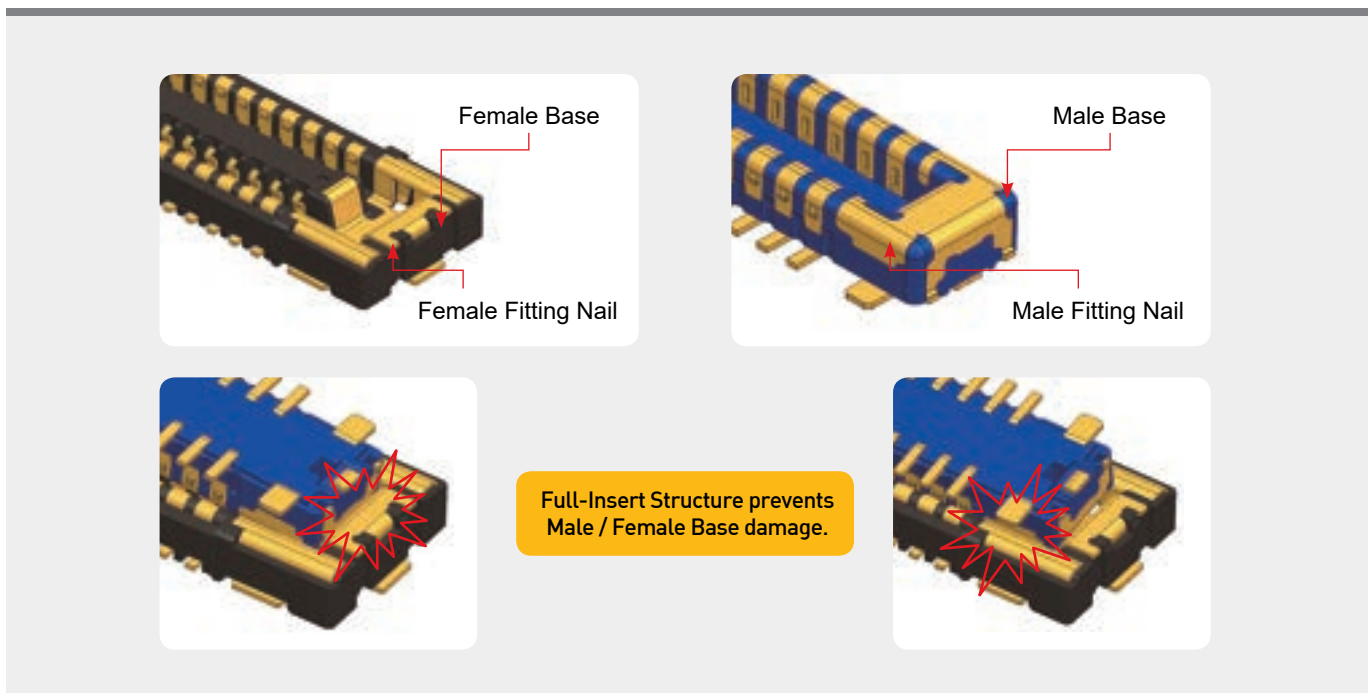 Female Base
Female Fitting Nail
Male Base
Male Fitting Nail
Full-Insert Structure prevents
Male / Female Base damage.